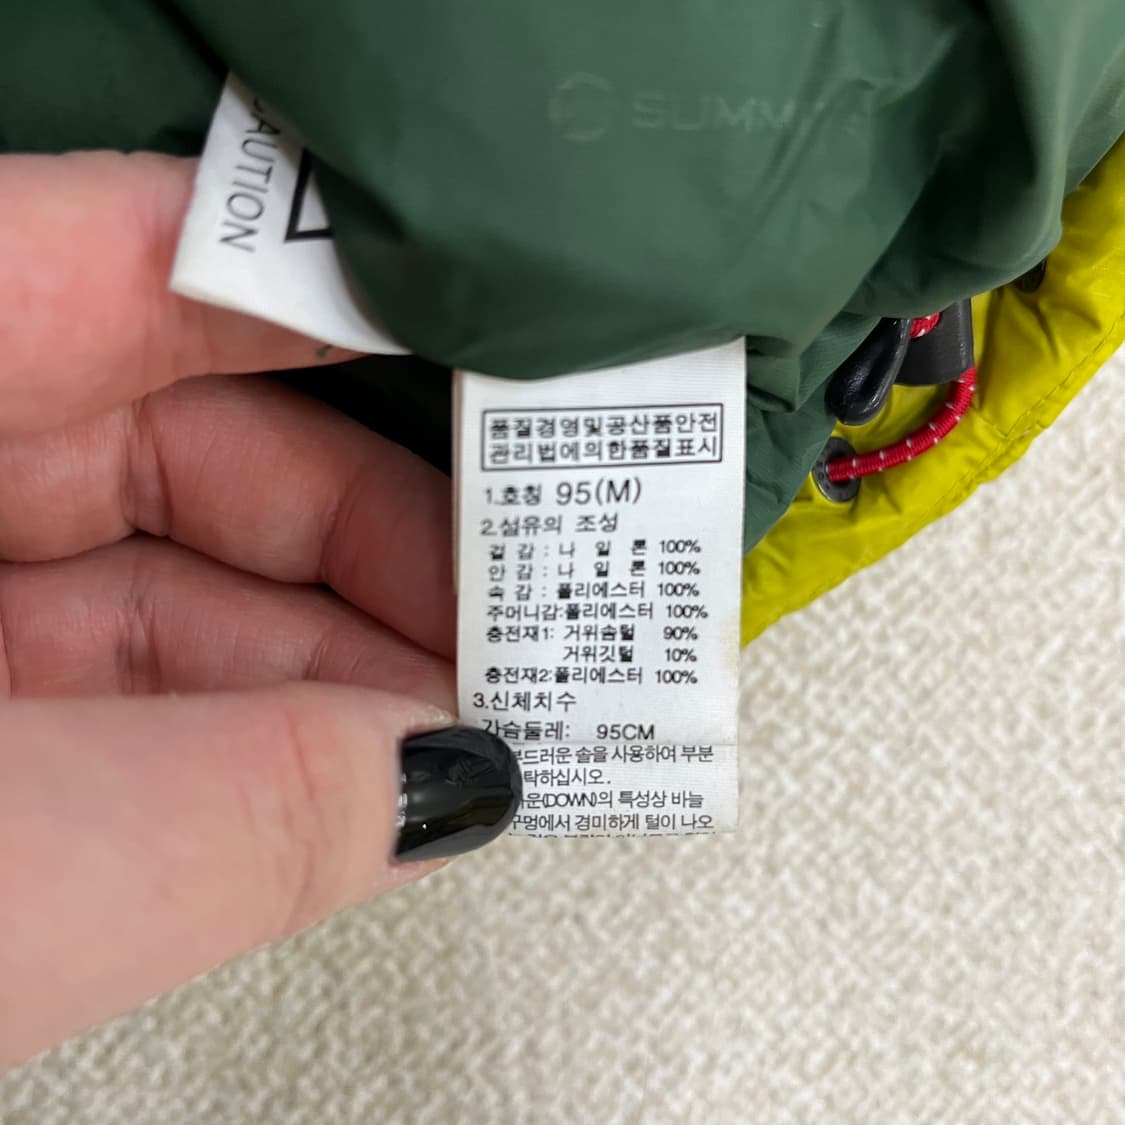 CAUTION
품질경영및공산품안전
관리법에의한품질표시
1.호칭 95(M)
2.섬유의 조성
겉 감 : 나 일 론 100%
안 감 : 나 일 론 100%
속 감 : 폴리에스터 100%
주머니감:폴리에스터 100%
충전재1: 거위솜털 90%
거위깃털 10%
충전재2:폴리에스터 100%
3.신체치수
가슴둘레: 95CM
부드러운 솔을 사용하여 부분
탁하십시오.
운(DOWN)의 특성상 바늘
구멍에서 경미하게 털이 나오